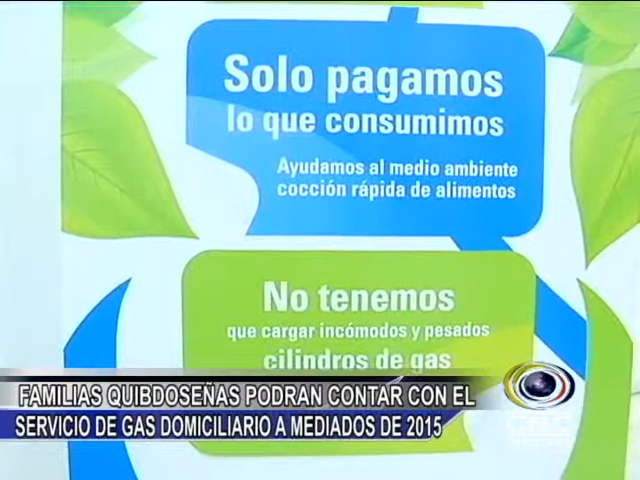 Solo pagamos
lo que consumimos
Ayudamos al medio ambiente
cocción rápida de alimentos
No tenemos
que cargar incómodos y pesados
cilindros de gas
FAMILIAS QUIBDOSEÑAS PODRAN CONTAR CON EL
SERVICIO DE GAS DOMICILIARIO A MEDIADOS DE 2015
CNC